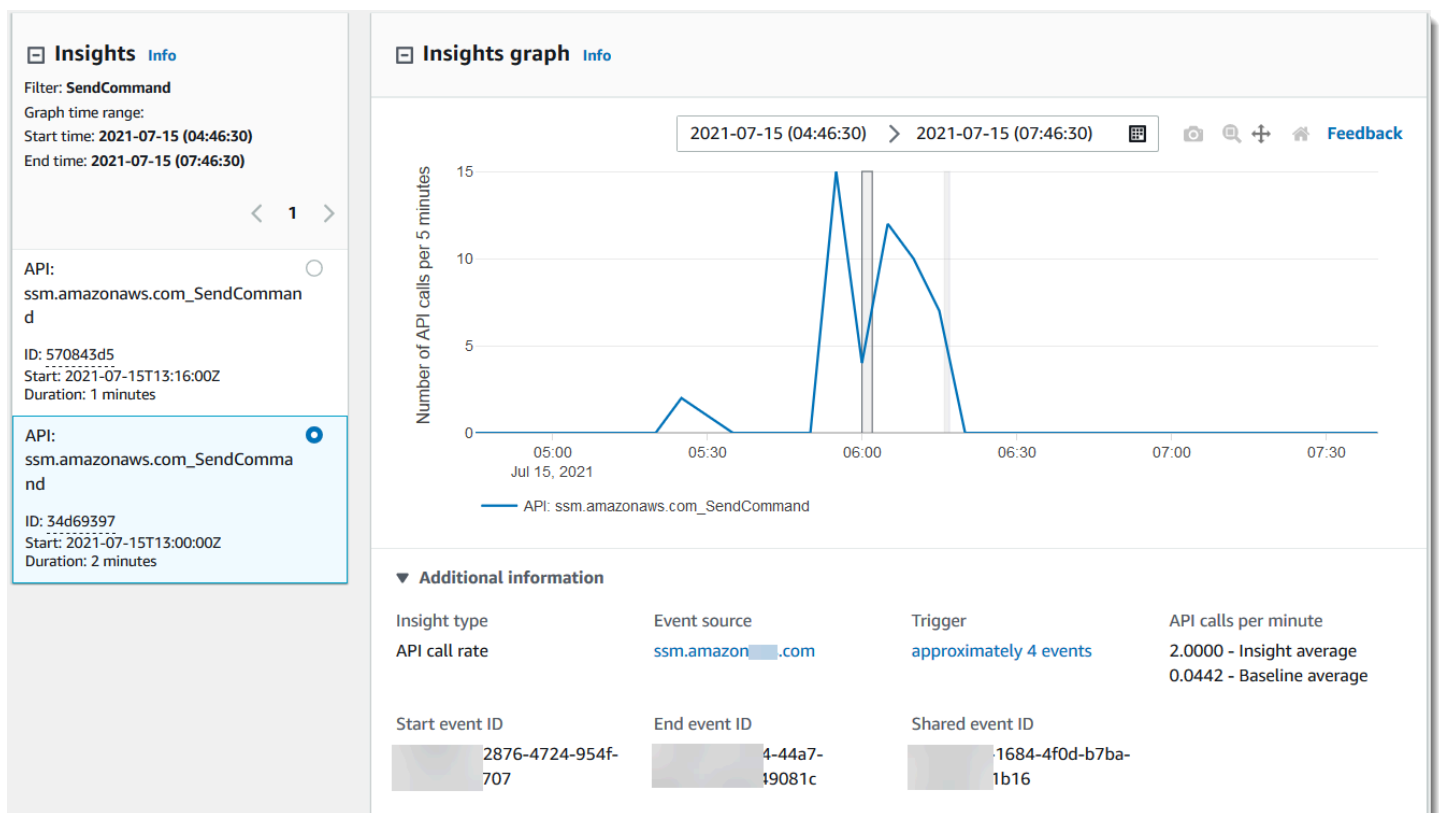 Insights Info
Filter: SendCommand
Graph time range:
Start time: 2021-07-15 (04:46:30)
End time: 2021-07-15 (07:46:30)
1
API:
ssm.amazonaws.com_SendComman
d
ID: 570843d5
Start: 2021-07-15T13:16:00Z
Duration: 1 minutes
API:
ssm.amazonaws.com_SendComma
nd
ID: 34d69397
Start: 2021-07-15T13:00:00Z
Duration: 2 minutes
Insights graph Info
2021-07-15 (04:46:30) 2021-07-15 (07:46:30) Feedback
Number of API calls per 5 minutes
15
10
5
0
05:00 05:30 06:00 06:30 07:00 07:30
Jul 15, 2021
API: ssm.amazonaws.com_SendCommand
Additional information
Insight type Event source Trigger API calls per minute
API call rate ssm.amazon .com approximately 4 events 2.0000 - Insight average
0.0442 - Baseline average
Start event ID End event ID Shared event ID
2876-4724-954f- 4-44a7- -1684-4f0d-b7ba-
707 49081c 1b16